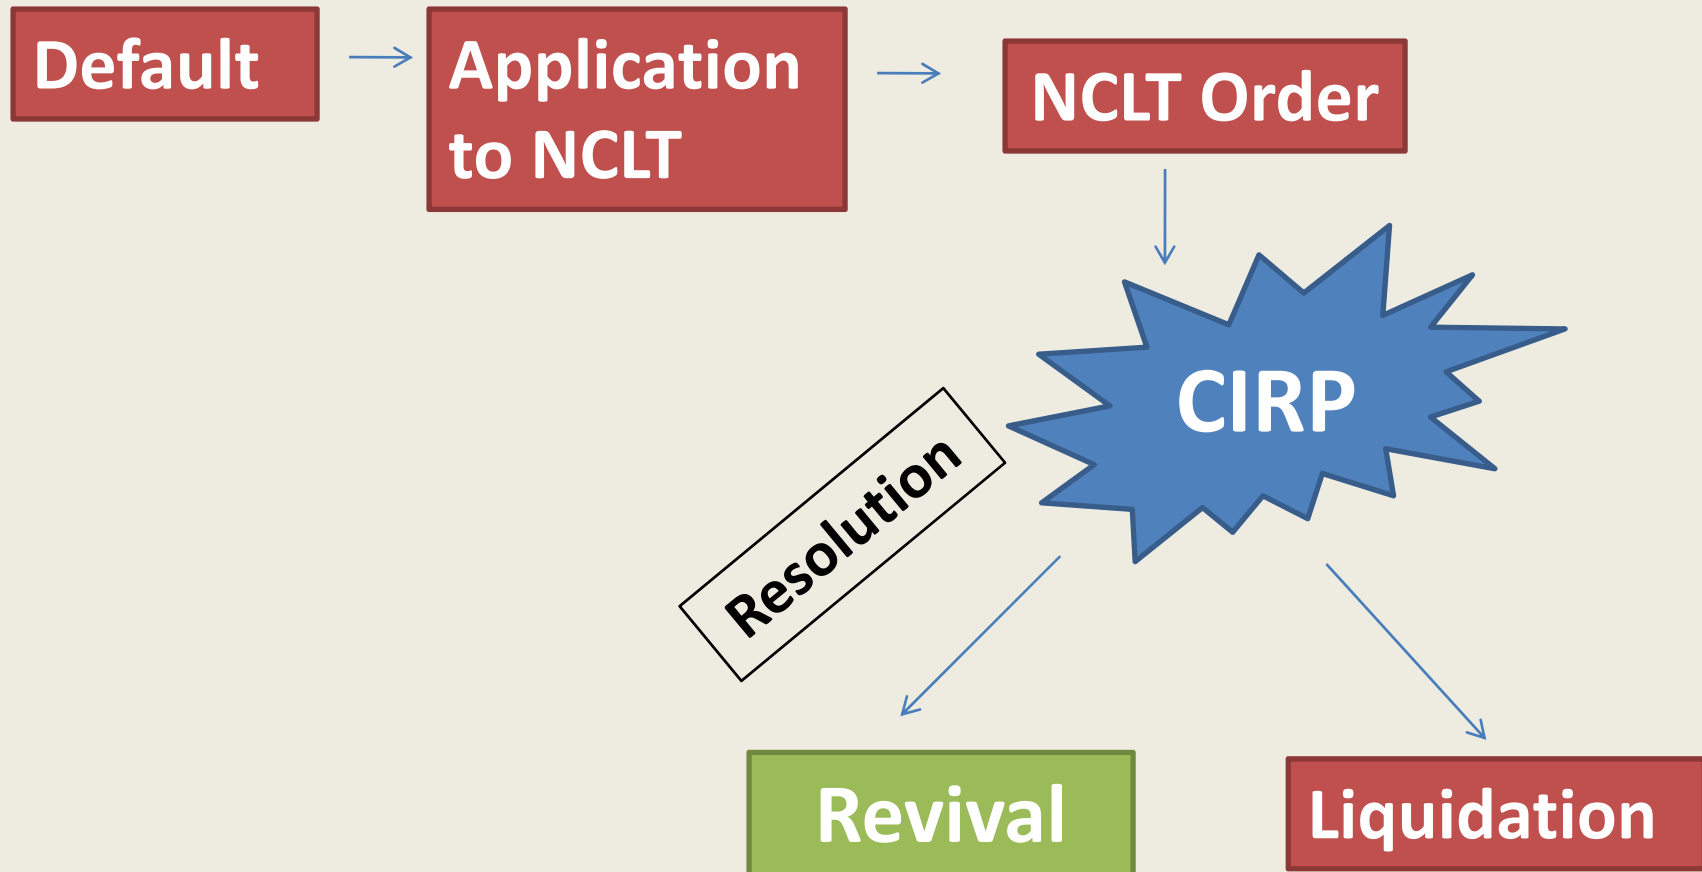 Default
Application
to NCLT
NCLT Order
CIRP
Resolution
Revival
Liquidation